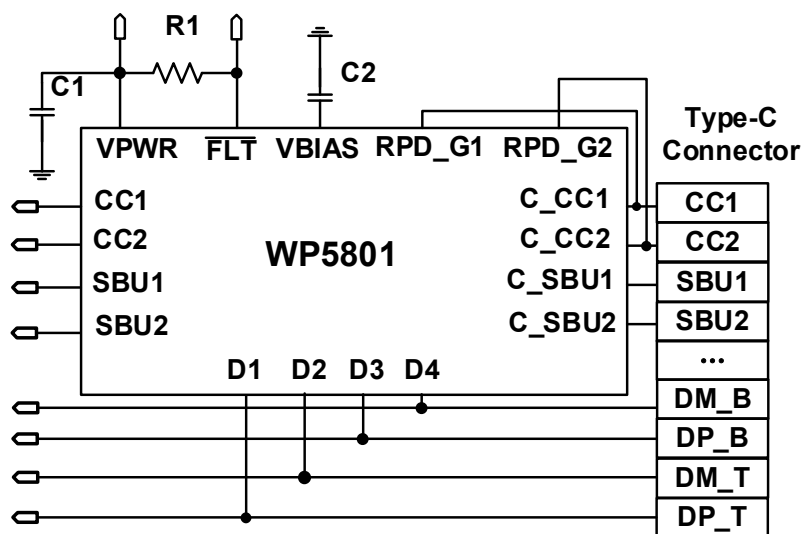 R1
C1
C2
VPWR
FLT
VBIAS
RPD_G1
RPD_G2
Type-C
Connector
CC1
CC2
SBU1
SBU2
WP5801
C_CC1
C_CC2
C_SBU1
C_SBU2
D1
D2
D3
D4
CC1
CC2
SBU1
SBU2
...
DM_B
DP_B
DM_T
DP_T